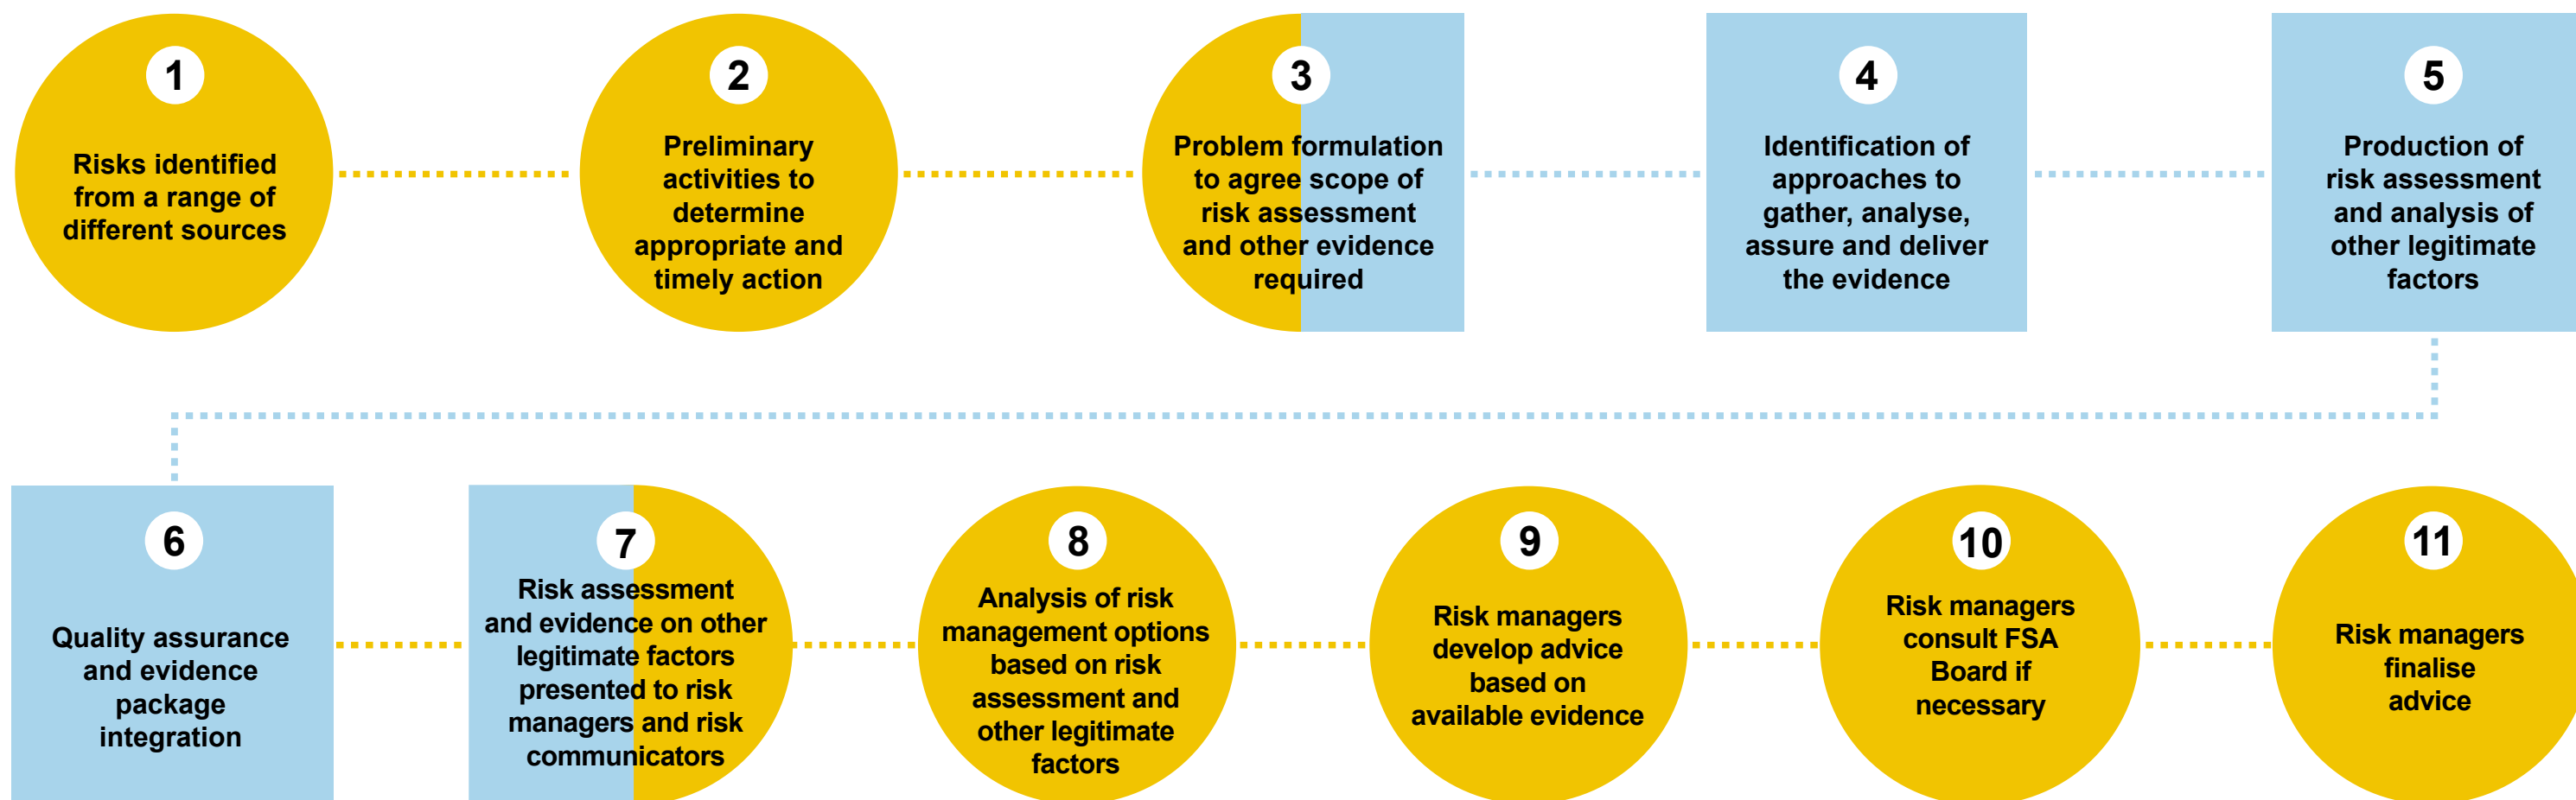 1
Risks identified
from a range of
different sources
2
Preliminary
activities to
determine
appropriate and
timely action
3
Problem formulation
to agree scope of
risk assessment
and other evidence
required
4
Identification of
approaches to
gather, analyse,
assure and deliver
the evidence
5
Production of
risk assessment
and analysis of
other legitimate
factors
6
Quality assurance
and evidence
package
integration
7
Risk assessment
and evidence on other
legitimate factors
presented to risk
managers and risk
communicators
8
Analysis of risk
management options
based on risk
assessment and
other legitimate
factors
9
Risk managers
develop advice
based on
available evidence
10
Risk managers
consult FSA
Board if
necessary
11
Risk managers
finalise
advice